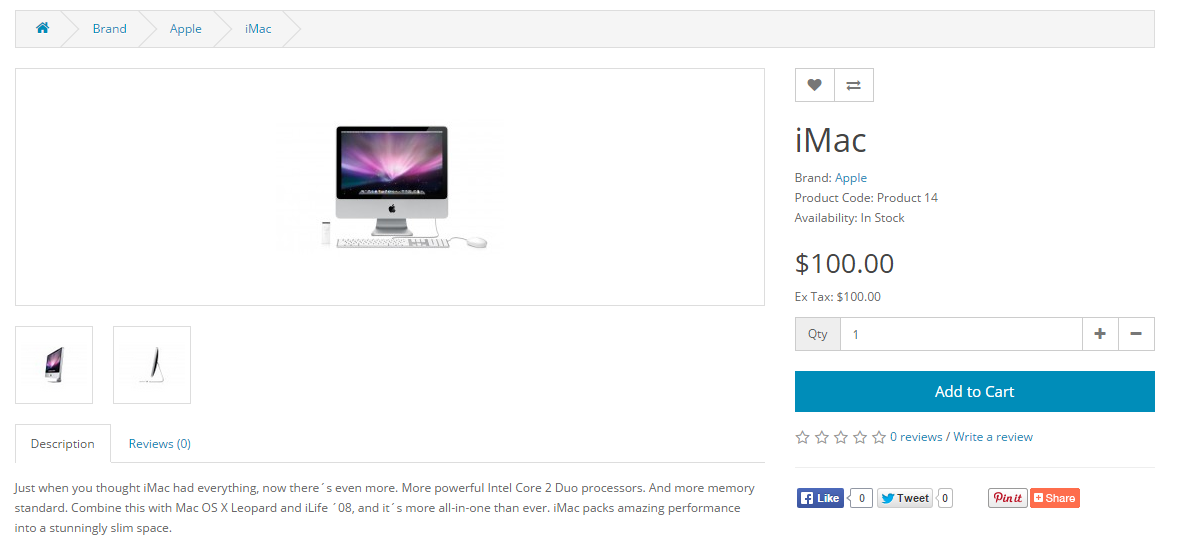 Brand
Apple
iMac
iMac
Brand: Apple
Product Code: Product 14
Availability: In Stock
$100.00
Ex Tax: $100.00
Qty 1
Add to Cart
0 reviews / Write a review
Like 0 Tweet 0 Pin it Share
Description Reviews (0)
Just when you thought iMac had everything, now there´s even more. More powerful Intel Core 2 Duo processors. And more memory
standard. Combine this with Mac OS X Leopard and iLife ´08, and it´s more all-in-one than ever. iMac packs amazing performance
into a stunningly slim space.